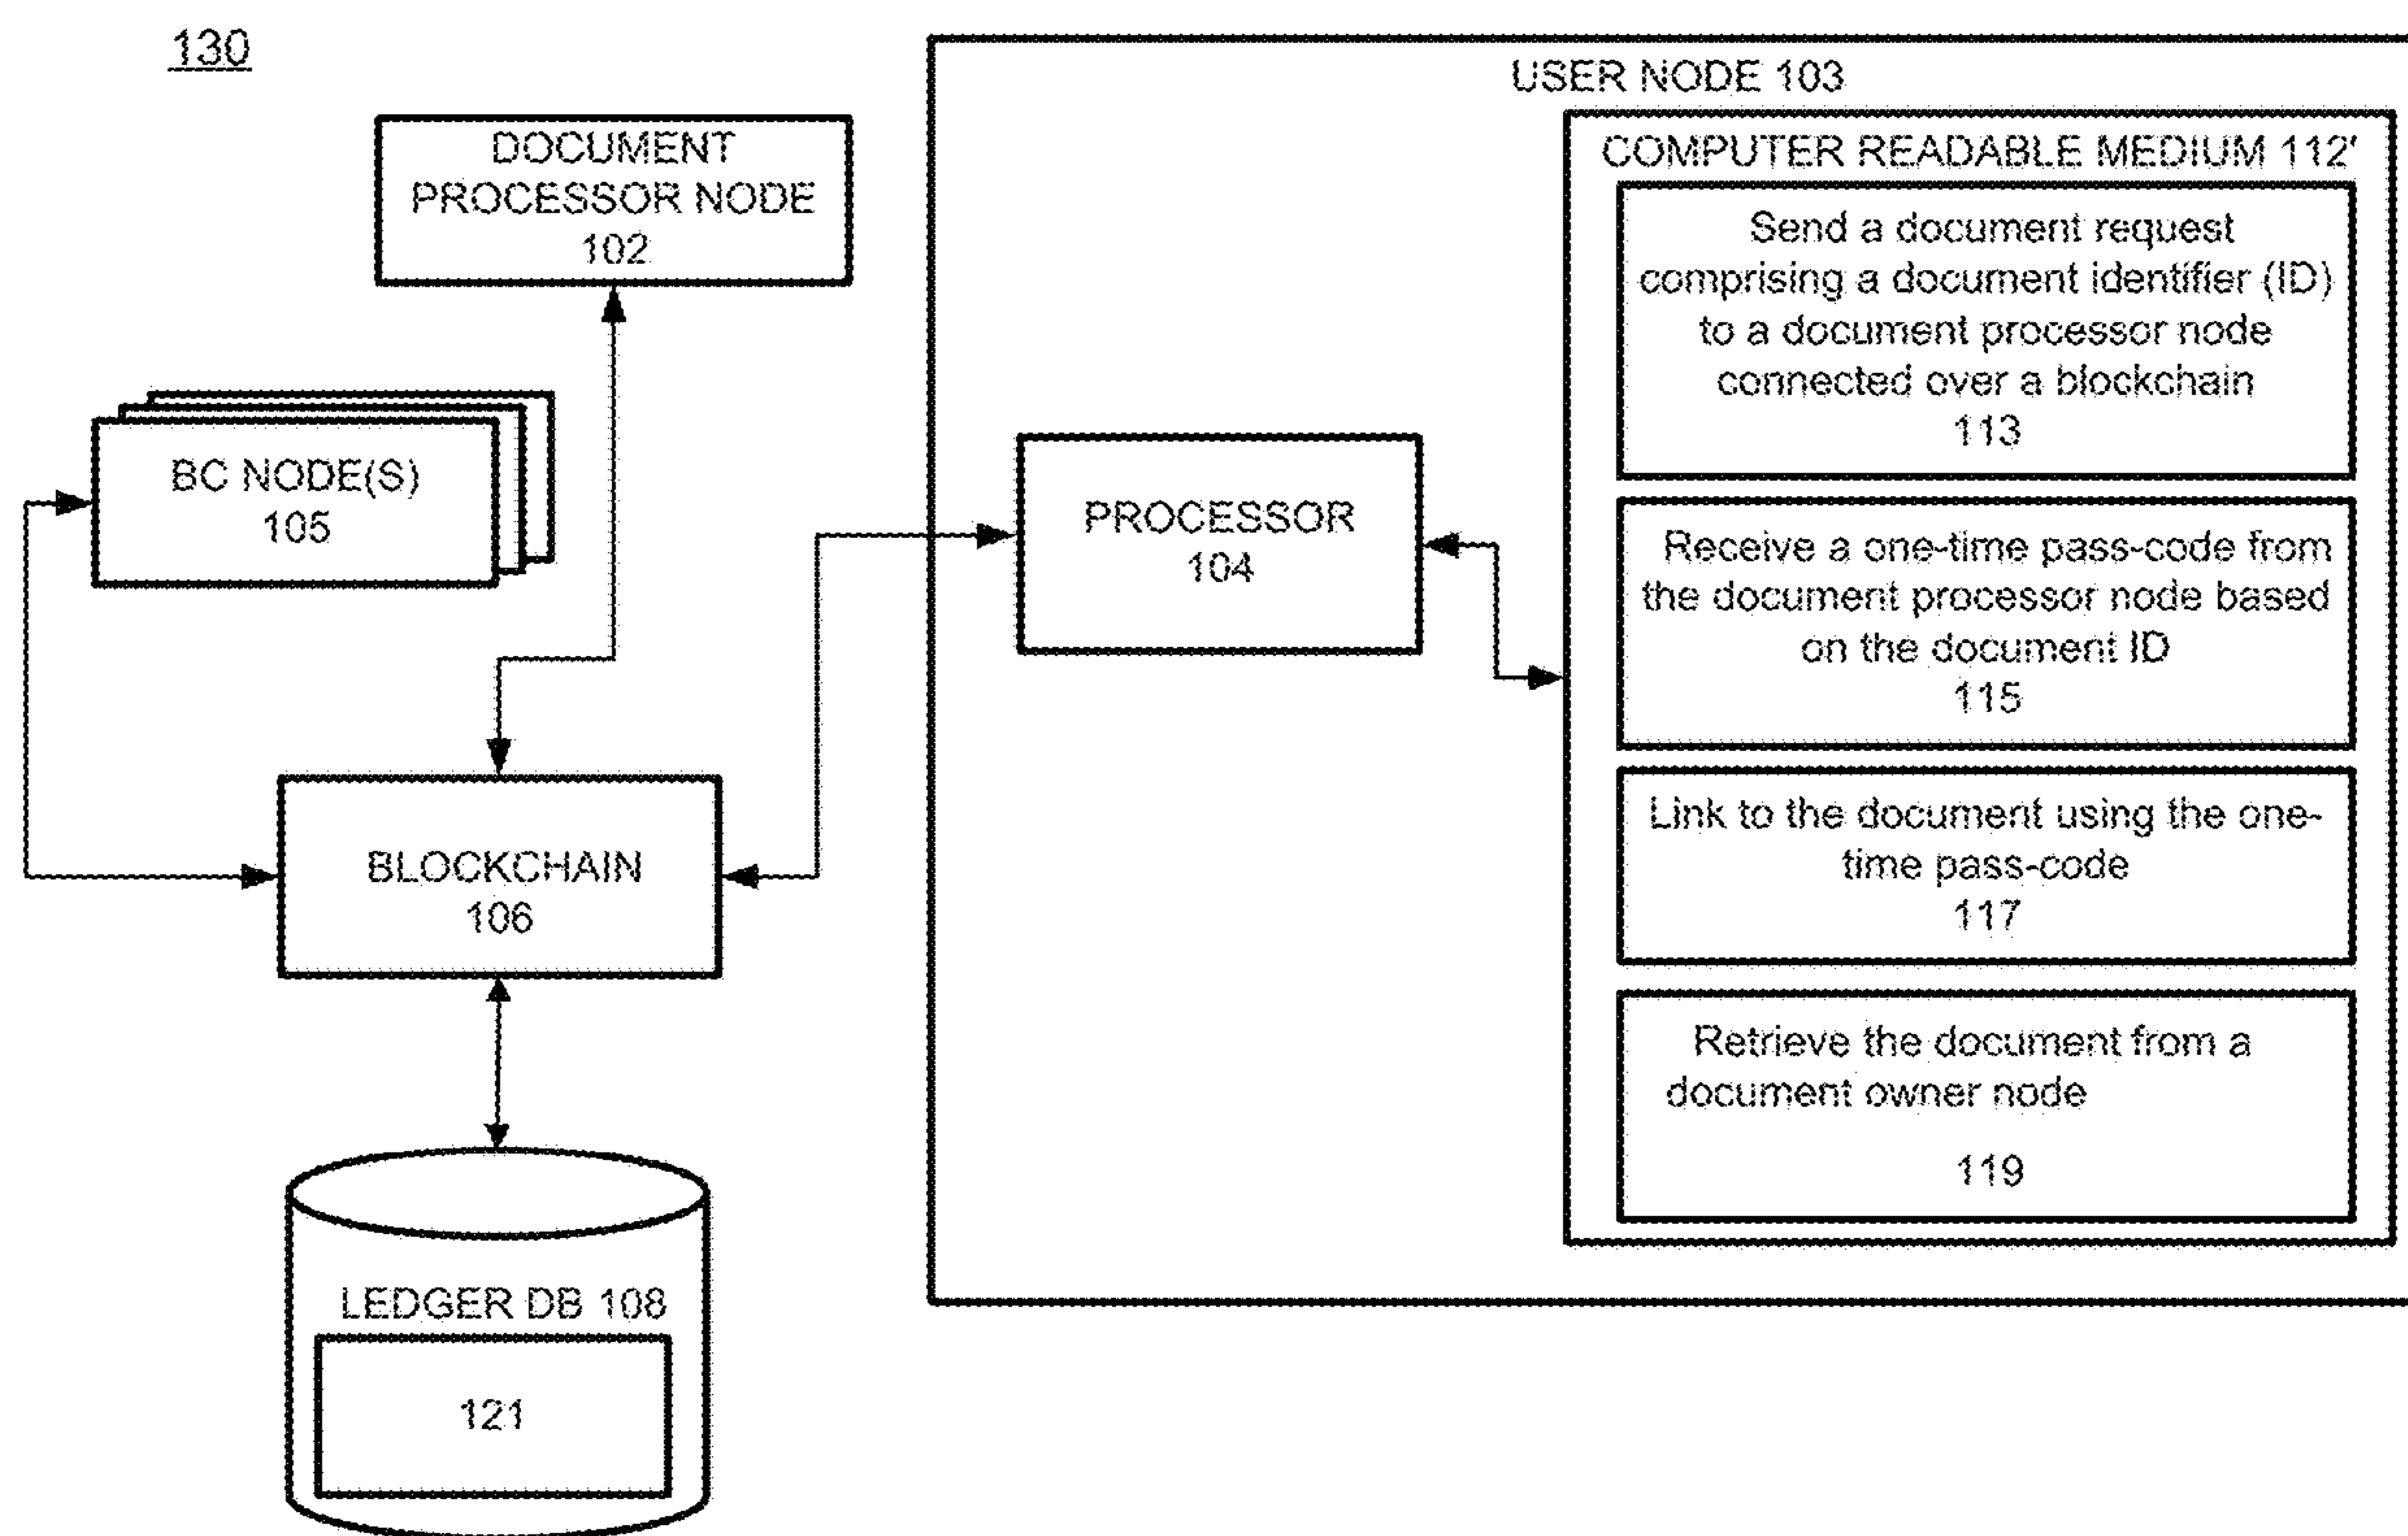 130
DOCUMENT
PROCESSOR NODE
102
BC NODE(S)
105
BLOCKCHAIN
106
LEDGER DB 108
121
USER NODE 103
PROCESSOR
104
COMPUTER READABLE MEDIUM 112'
Send a document request
comprising a document identifier (ID)
to a document processor node
connected over a blockchain
113
Receive a one-time pass-code from
the document processor node based
on the document ID
115
Link to the document using the one-
time pass-code
117
Retrieve the document from a
document owner node
119